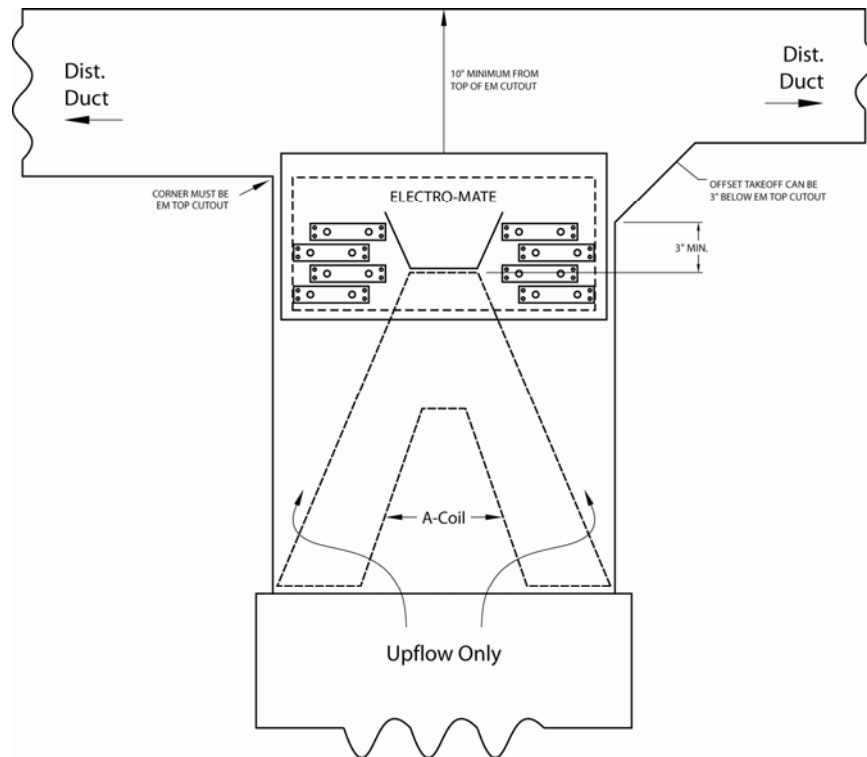 Dist.
Duct
10" MINIMUM FROM
TOP OF EM CUTOUT
Dist.
Duct
CORNER MUST BE
EM TOP CUTOUT
ELECTRO-MATE
OFFSET TAKEOFF CAN BE
3" BELOW EM TOP CUTOUT
3" MIN.
A-Coil
Upflow Only